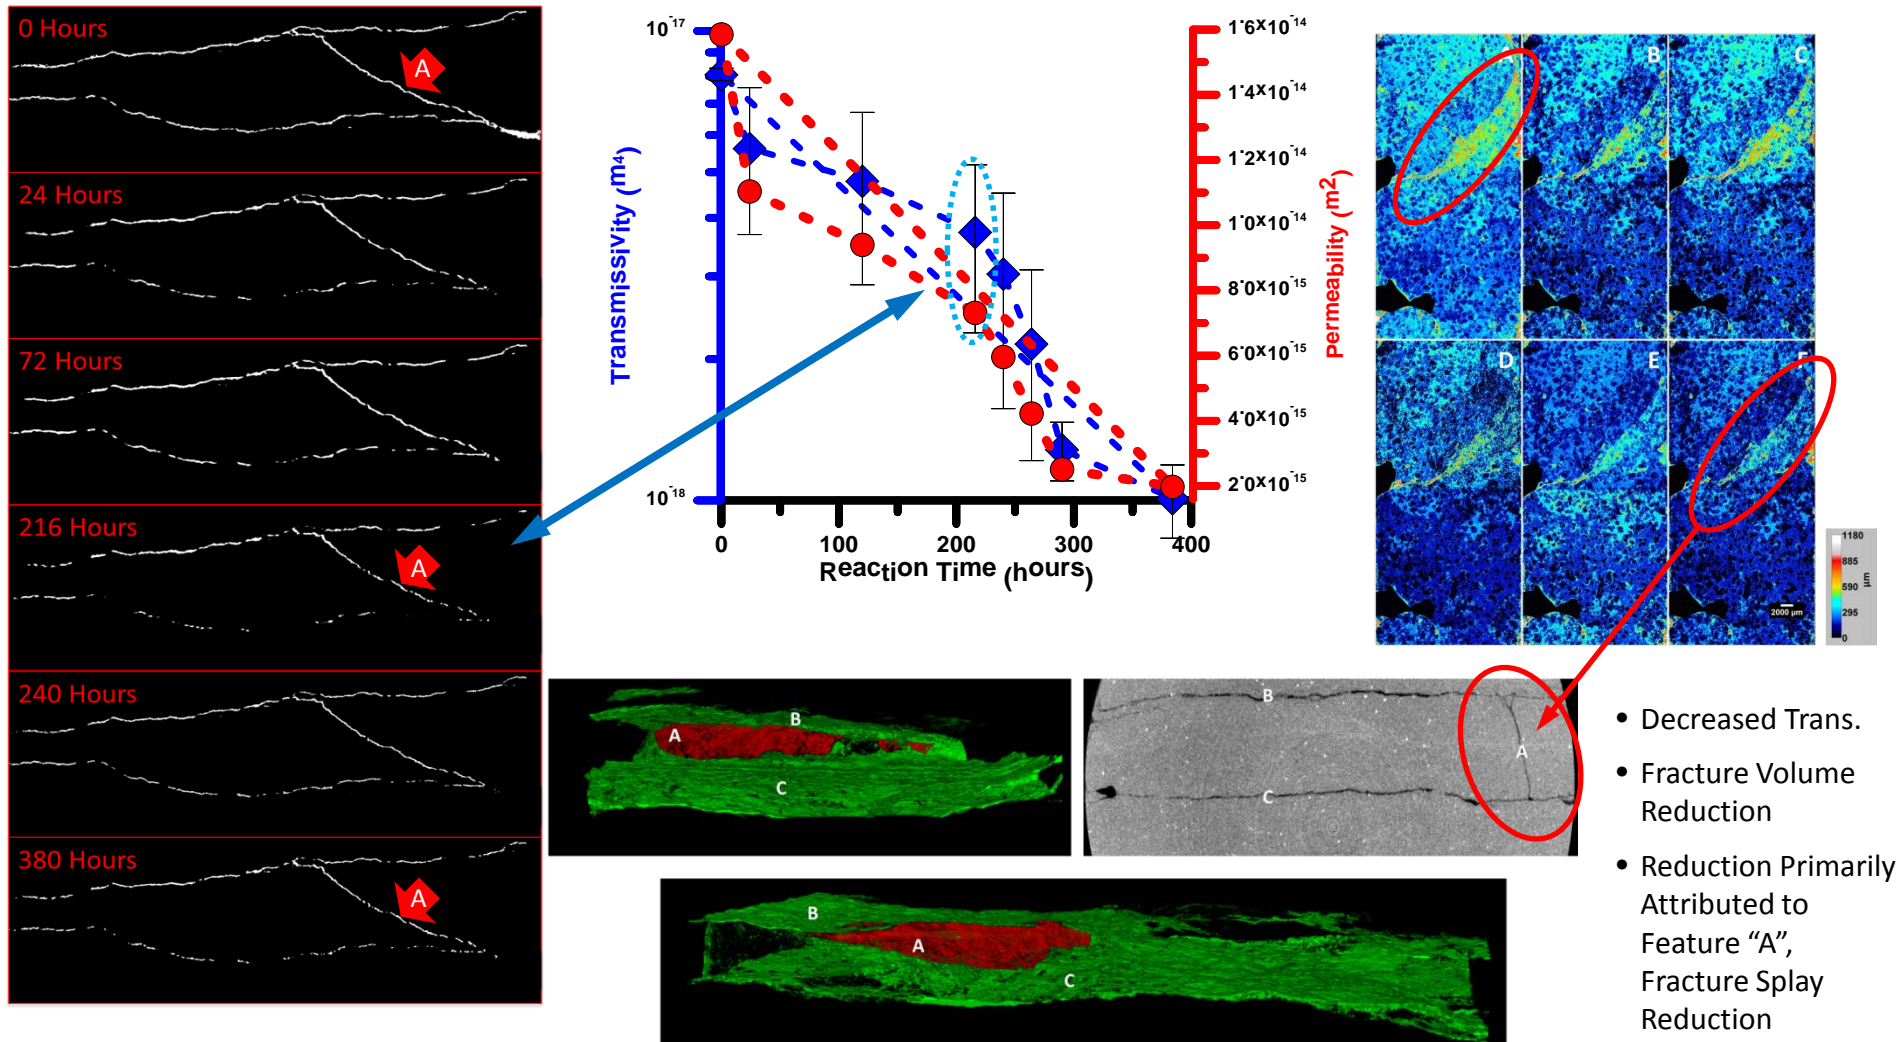 0 Hours
A
24 Hours
72 Hours
216 Hours
A
240 Hours
380 Hours
A
10-17
10-18
Transmissivity (m4)
1.6x10-14
1.4x10-14
1.2x10-14
1.0x10-14
8.0x10-15
6.0x10-15
4.0x10-15
2.0x10-15
Permeability (m2)
0 100 200 300 400
Reaction Time (hours)
A B C
D E F
1180
885
590
295
0
µm
2000 µm
B
A
C
B
A
C
B
A
C
• Decreased Trans.
• Fracture Volume
Reduction
• Reduction Primarily
Attributed to
Feature “A”,
Fracture Splay
Reduction